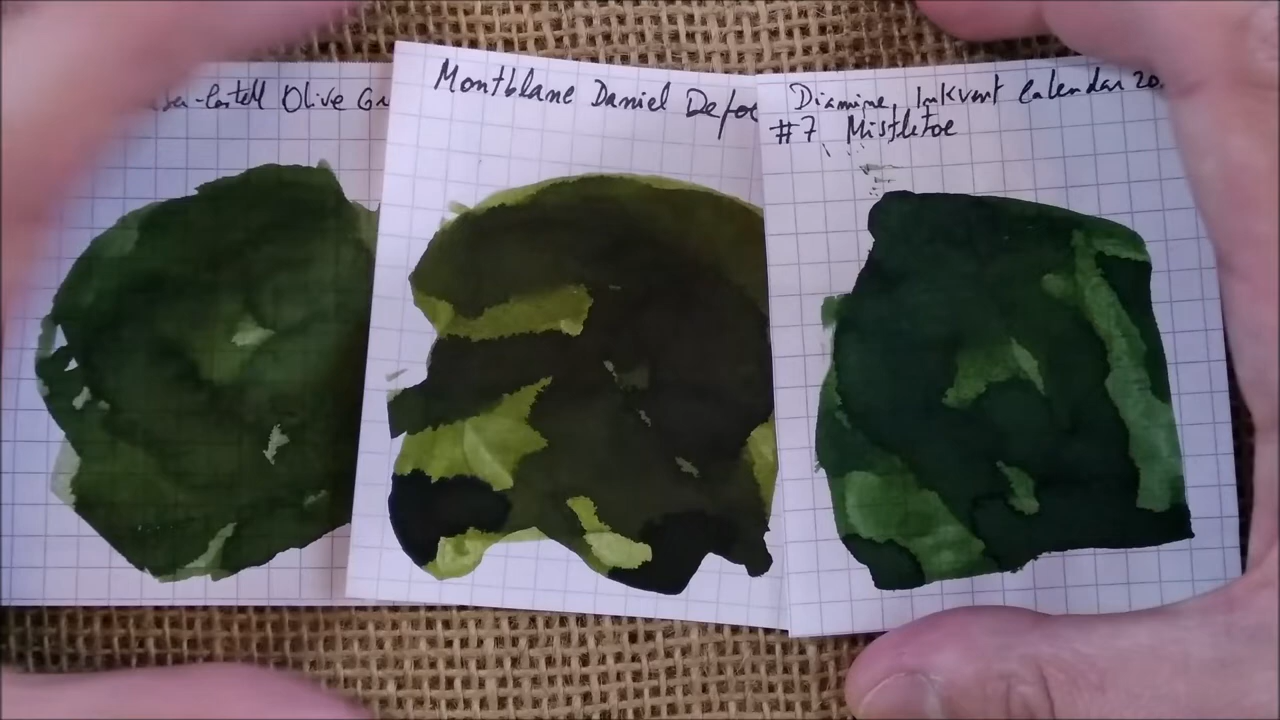 -Castell Olive Gr
Montblanc Daniel Defoe
Diamine, InkVent Calendar 20
#7 Mistletoe